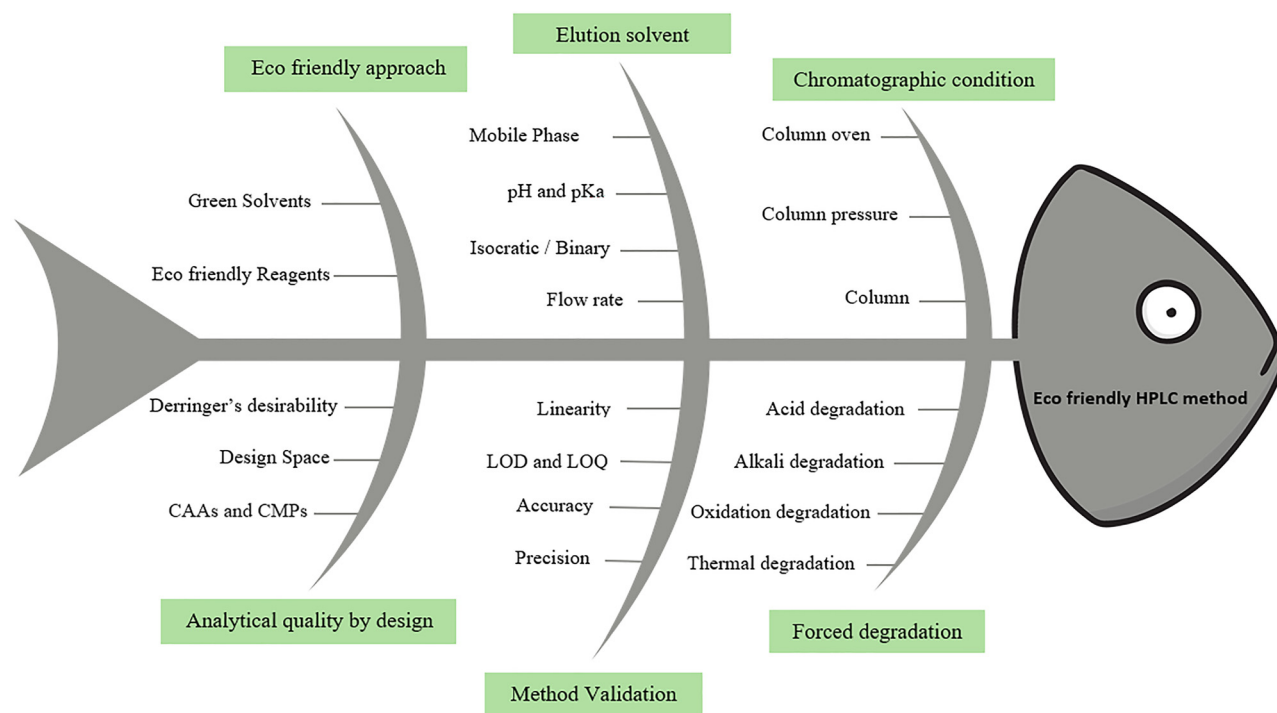 Elution solvent
Eco friendly approach
Chromatographic condition
Mobile Phase
Column oven
pH and pKa
Green Solvents
Column pressure
Isocratic / Binary
Eco friendly Reagents
Flow rate
Column
Eco friendly HPLC method
Derringer’s desirability
Linearity
Acid degradation
Design Space
LOD and LOQ
Alkali degradation
CAAs and CMPs
Accuracy
Oxidation degradation
Precision
Thermal degradation
Analytical quality by design
Forced degradation
Method Validation